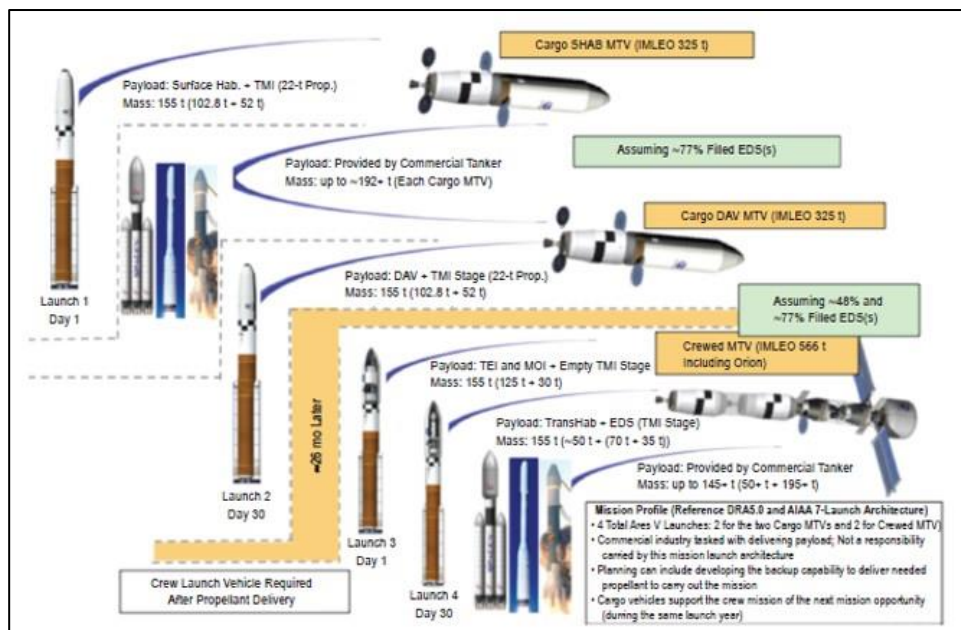 Cargo SHAB MTV (IMLEO 325 t)
Payload: Surface Hab. + TMI (22-t Prop.)
Mass: 155 t (102.8 t + 52 t)
Payload: Provided by Commercial Tanker
Mass: up to ~192+ t (Each Cargo MTV)
Assuming ~77% Filled EDS(s)
Launch 1
Day 1
Cargo DAV MTV (IMLEO 325 t)
Payload: DAV + TMI Stage (22-t Prop.)
Mass: 155 t (102.8 t + 52 t)
Launch 2
Day 30
≈26 mo Later
Assuming ~48% and
~77% Filled EDS(s)
Crewed MTV (IMLEO 566 t
Including Orion)
Payload: TEI and MOI + Empty TMI Stage
Mass: 155 t (125 t + 30 t)
Launch 3
Day 1
Payload: TransHab + EDS (TMI Stage)
Mass: 155 t (~50 t + (70 t + 35 t))
Payload: Provided by Commercial Tanker
Mass: up to 145+ t (50+ t + 195+ t)
Launch 4
Day 30
Crew Launch Vehicle Required
After Propellant Delivery
Mission Profile (Reference DRA5.0 and AIAA 7-Launch Architecture)
• 4 Total Ares V Launches: 2 for the two Cargo MTVs and 2 for Crewed MTV)
• Commercial industry tasked with delivering payload; Not a responsibility
carried by this mission launch architecture
• Planning can include developing the backup capability to deliver needed
propellant to carry out the mission
• Cargo vehicles support the crew mission of the next mission opportunity
(durring the same launch year)